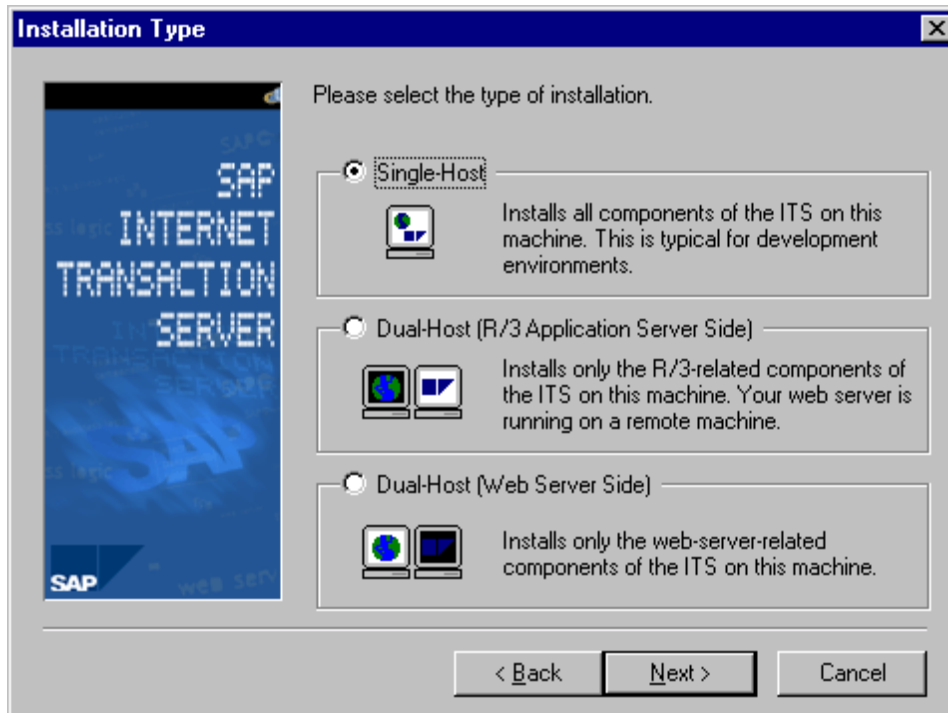 Installation Type
Please select the type of installation.
SAP
INTERNET
TRANSACTION
SERVER
SAP
Single-Host
Installs all components of the ITS on this
machine. This is typical for development
environments.
Dual-Host (R/3 Application Server Side)
Installs only the R/3-related components of
the ITS on this machine. Your web server is
running on a remote machine.
Dual-Host (Web Server Side)
Installs only the web-server-related
components of the ITS on this machine.
< Back
Next >
Cancel